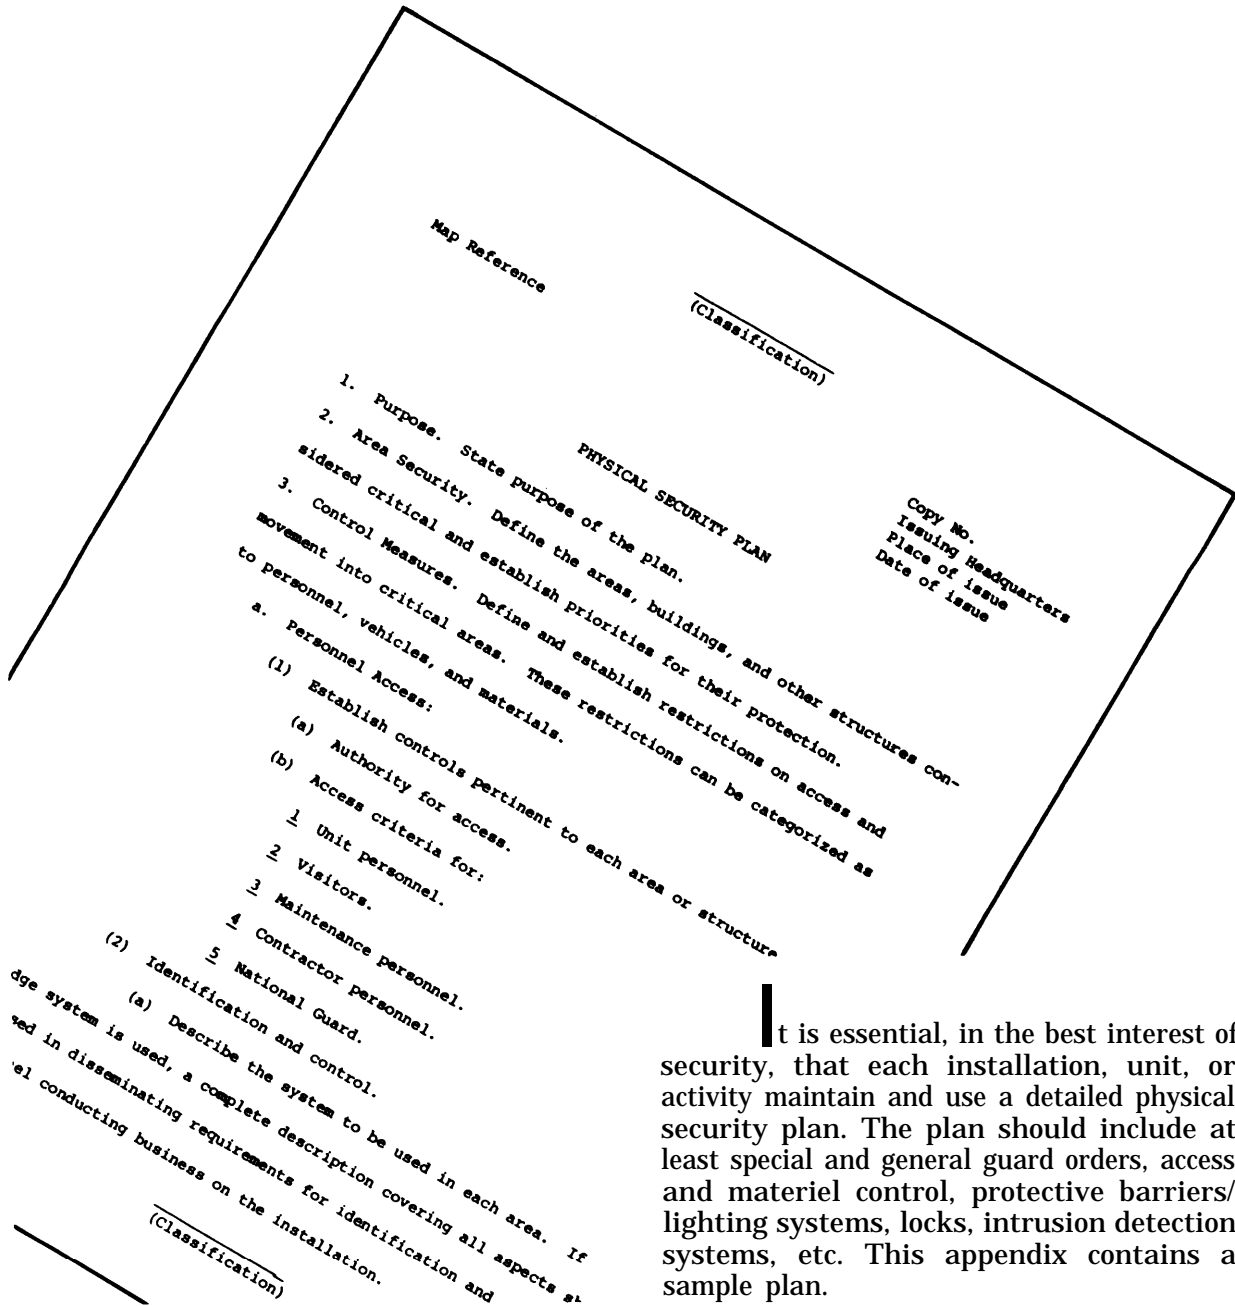 Map Reference
(Classification)
Copy No.
Issuing Headquarters
Place of issue
Date of issue
PHYSICAL SECURITY PLAN
1. Purpose. State purpose of the plan.
2. Area Security. Define the areas, buildings, and other structures con-
sidered critical and establish priorities for their protection.
3. Control Measures. Define and establish restrictions on access and
movement into critical areas. These restrictions can be categorized as
to personnel, vehicles, and materials.
a. Personnel Access:
(1) Establish controls pertinent to each area or structure
(a) Authority for access.
(b) Access criteria for:
1 Unit personnel.
2 Visitors.
3 Maintenance personnel.
4 Contractor personnel.
5 National Guard.
(2) Identification and control.
(a) Describe the system to be used in each area. If
dge system is used, a complete description covering all aspects
in disseminating requirements for identification and
conducting business on the installation.
(Classification)
It is essential, in the best interest of
security, that each installation, unit, or
activity maintain and use a detailed physical
security plan. The plan should include at
least special and general guard orders, access
and materiel control, protective barriers/
lighting systems, locks, intrusion detection
systems, etc. This appendix contains a
sample plan.